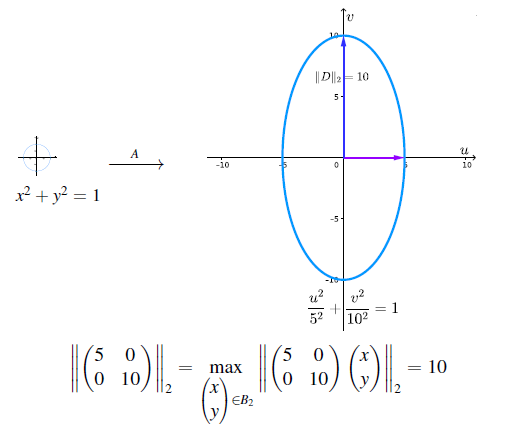 v
10
‖D‖₂ = 10
5
A
u
-10 -5 0 5 10
x² + y² = 1
-5
-10
u²/5² + v²/10² = 1
‖(5 0; 0 10)‖₂ = max_{(x; y) ∈ B₂} ‖(5 0; 0 10) (x; y)‖₂ = 10